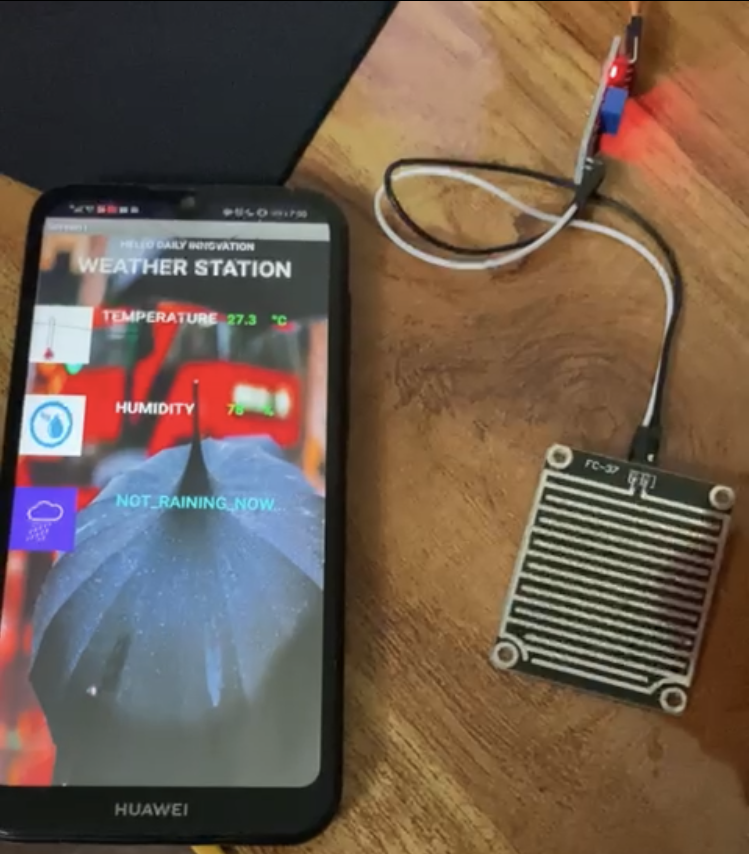 HELLO DAILY INNOVATION
WEATHER STATION
TEMPERATURE 27.3 °C
HUMIDITY 78 %
NOT_RAINING_NOW
HUAWEI
FC-37